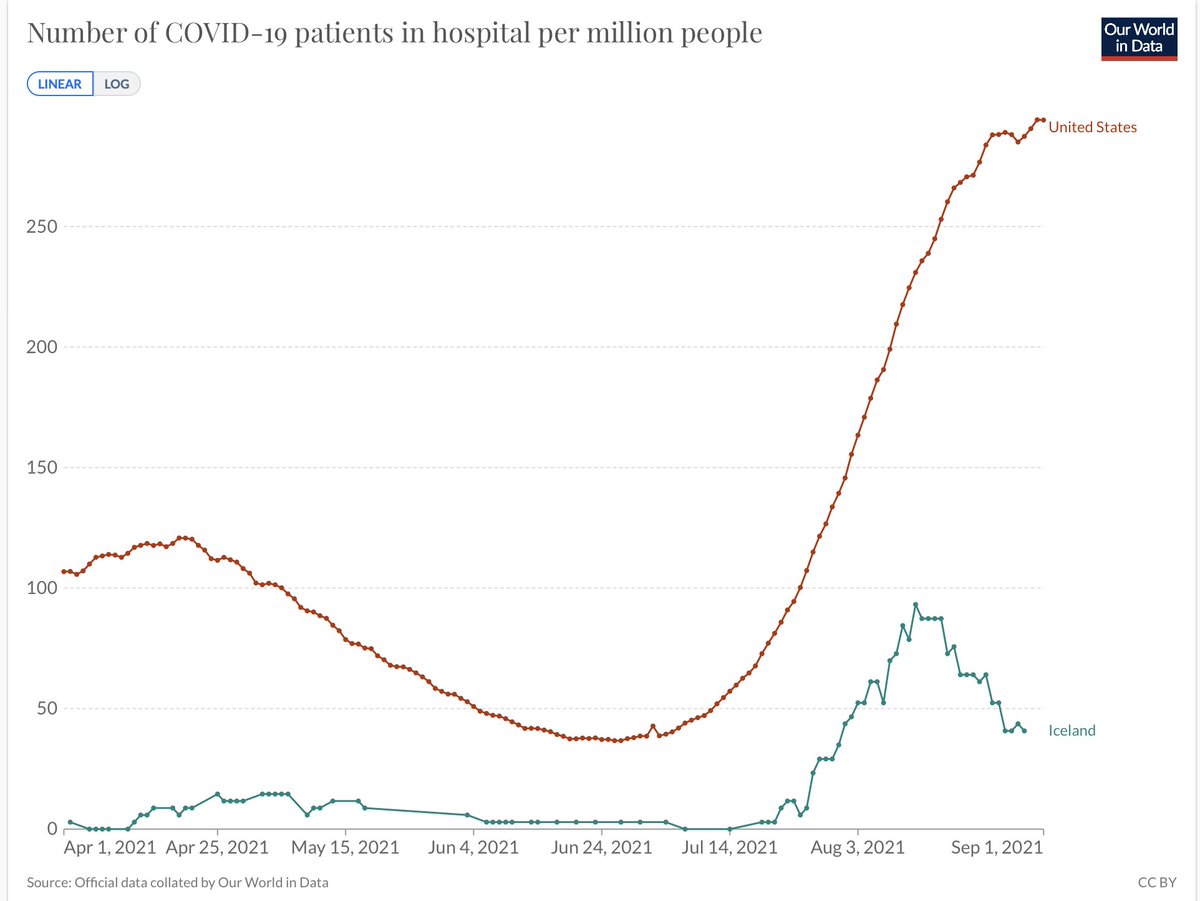 Number of COVID-19 patients in hospital per million people
Our World
in Data
LINEAR
LOG
United States
250
200
150
100
50
Iceland
0
Apr 1, 2021
Apr 25, 2021
May 15, 2021
Jun 4, 2021
Jun 24, 2021
Jul 14, 2021
Aug 3, 2021
Sep 1, 2021
Source: Official data collated by Our World in Data
CC BY